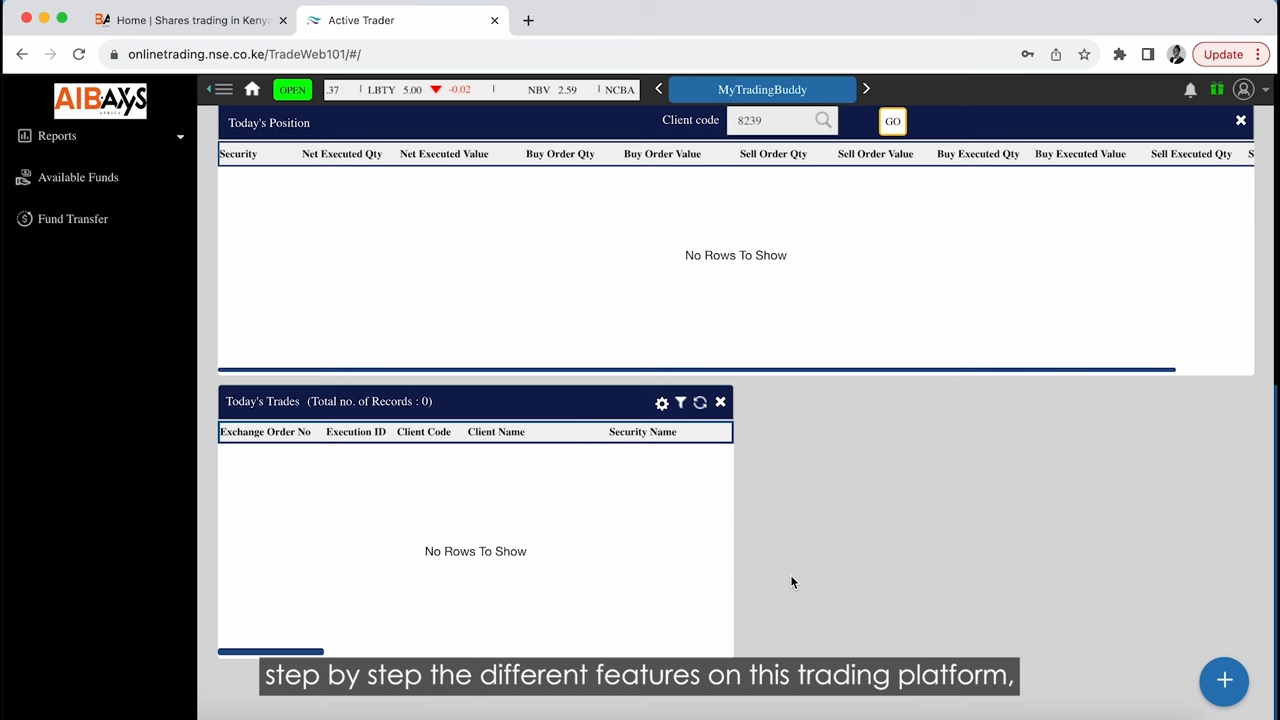 Home | Shares trading in Kenya
Active Trader
onlinetrading.nse.co.ke/TradeWeb101/#/
Update
AIB-AXYS
AFRICA
OPEN
.37 | LBTY 5.00 -0.02 | NBV 2.59 | NCBA
MyTradingBuddy
Reports
Available Funds
Fund Transfer
Today's Position
Client code
8239
GO
Security Net Executed Qty Net Executed Value Buy Order Qty Buy Order Value Sell Order Qty Sell Order Value Buy Executed Qty Buy Executed Value Sell Executed Qty S
No Rows To Show
Today's Trades (Total no. of Records : 0)
Exchange Order No Execution ID Client Code Client Name Security Name
No Rows To Show
step by step the different features on this trading platform,